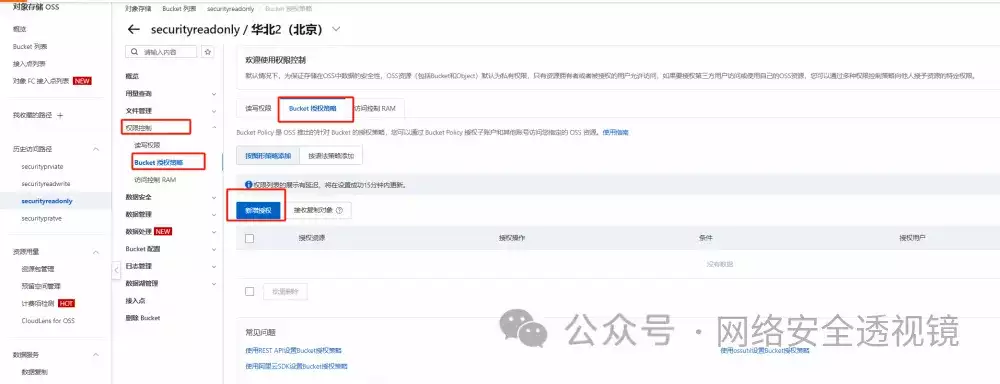 对象存储 OSS
概览
Bucket 列表
接入点列表
对象 FC 接入点列表 NEW
我收藏的路径 +
历史访问路径
securityprviate
securityreadwrite
securityreadonly
securitypratve
资源用量
资源包管理
预留空间管理
计费项检测 HOT
CloudLens for OSS
数据服务
数据复制
对象存储 / Bucket 列表 / securityreadonly / Bucket 授权策略
← securityreadonly / 华北2（北京）
请输入内容
概览
用量查询
文件管理
权限控制
读写权限
Bucket 授权策略
访问控制 RAM
数据安全
数据管理
数据处理 NEW
Bucket 配置
日志管理
数据湖管理
接入点
删除 Bucket
欢迎使用权限控制
默认情况下，为保证存储在OSS中数据的安全性，OSS资源（包括Bucket和Object）默认为私有权限，只有资源拥有者或者被授权的用户允许访问，如果要授权第三方用户访问或使用自己的OSS资源，您可以通过多种权限控制策略向他人授予资源的特定权限。
读写权限 Bucket 授权策略 访问控制 RAM
Bucket Policy 是 OSS 推出的针对 Bucket 的授权策略，您可以通过 Bucket Policy 授权子账户和其他账号访问您指定的 OSS 资源。使用指南
按图形策略添加 按语法策略添加
权限列表的展示有延迟，将在设置成功15分钟内更新。
新增授权 接收复制对象
授权资源 授权操作 条件 授权用户
没有数据
批量删除
常见问题
使用REST API设置Bucket授权策略 使用ossutil设置Bucket授权策略
使用阿里云SDK设置Bucket授权策略
公众号 · 网络安全透视镜